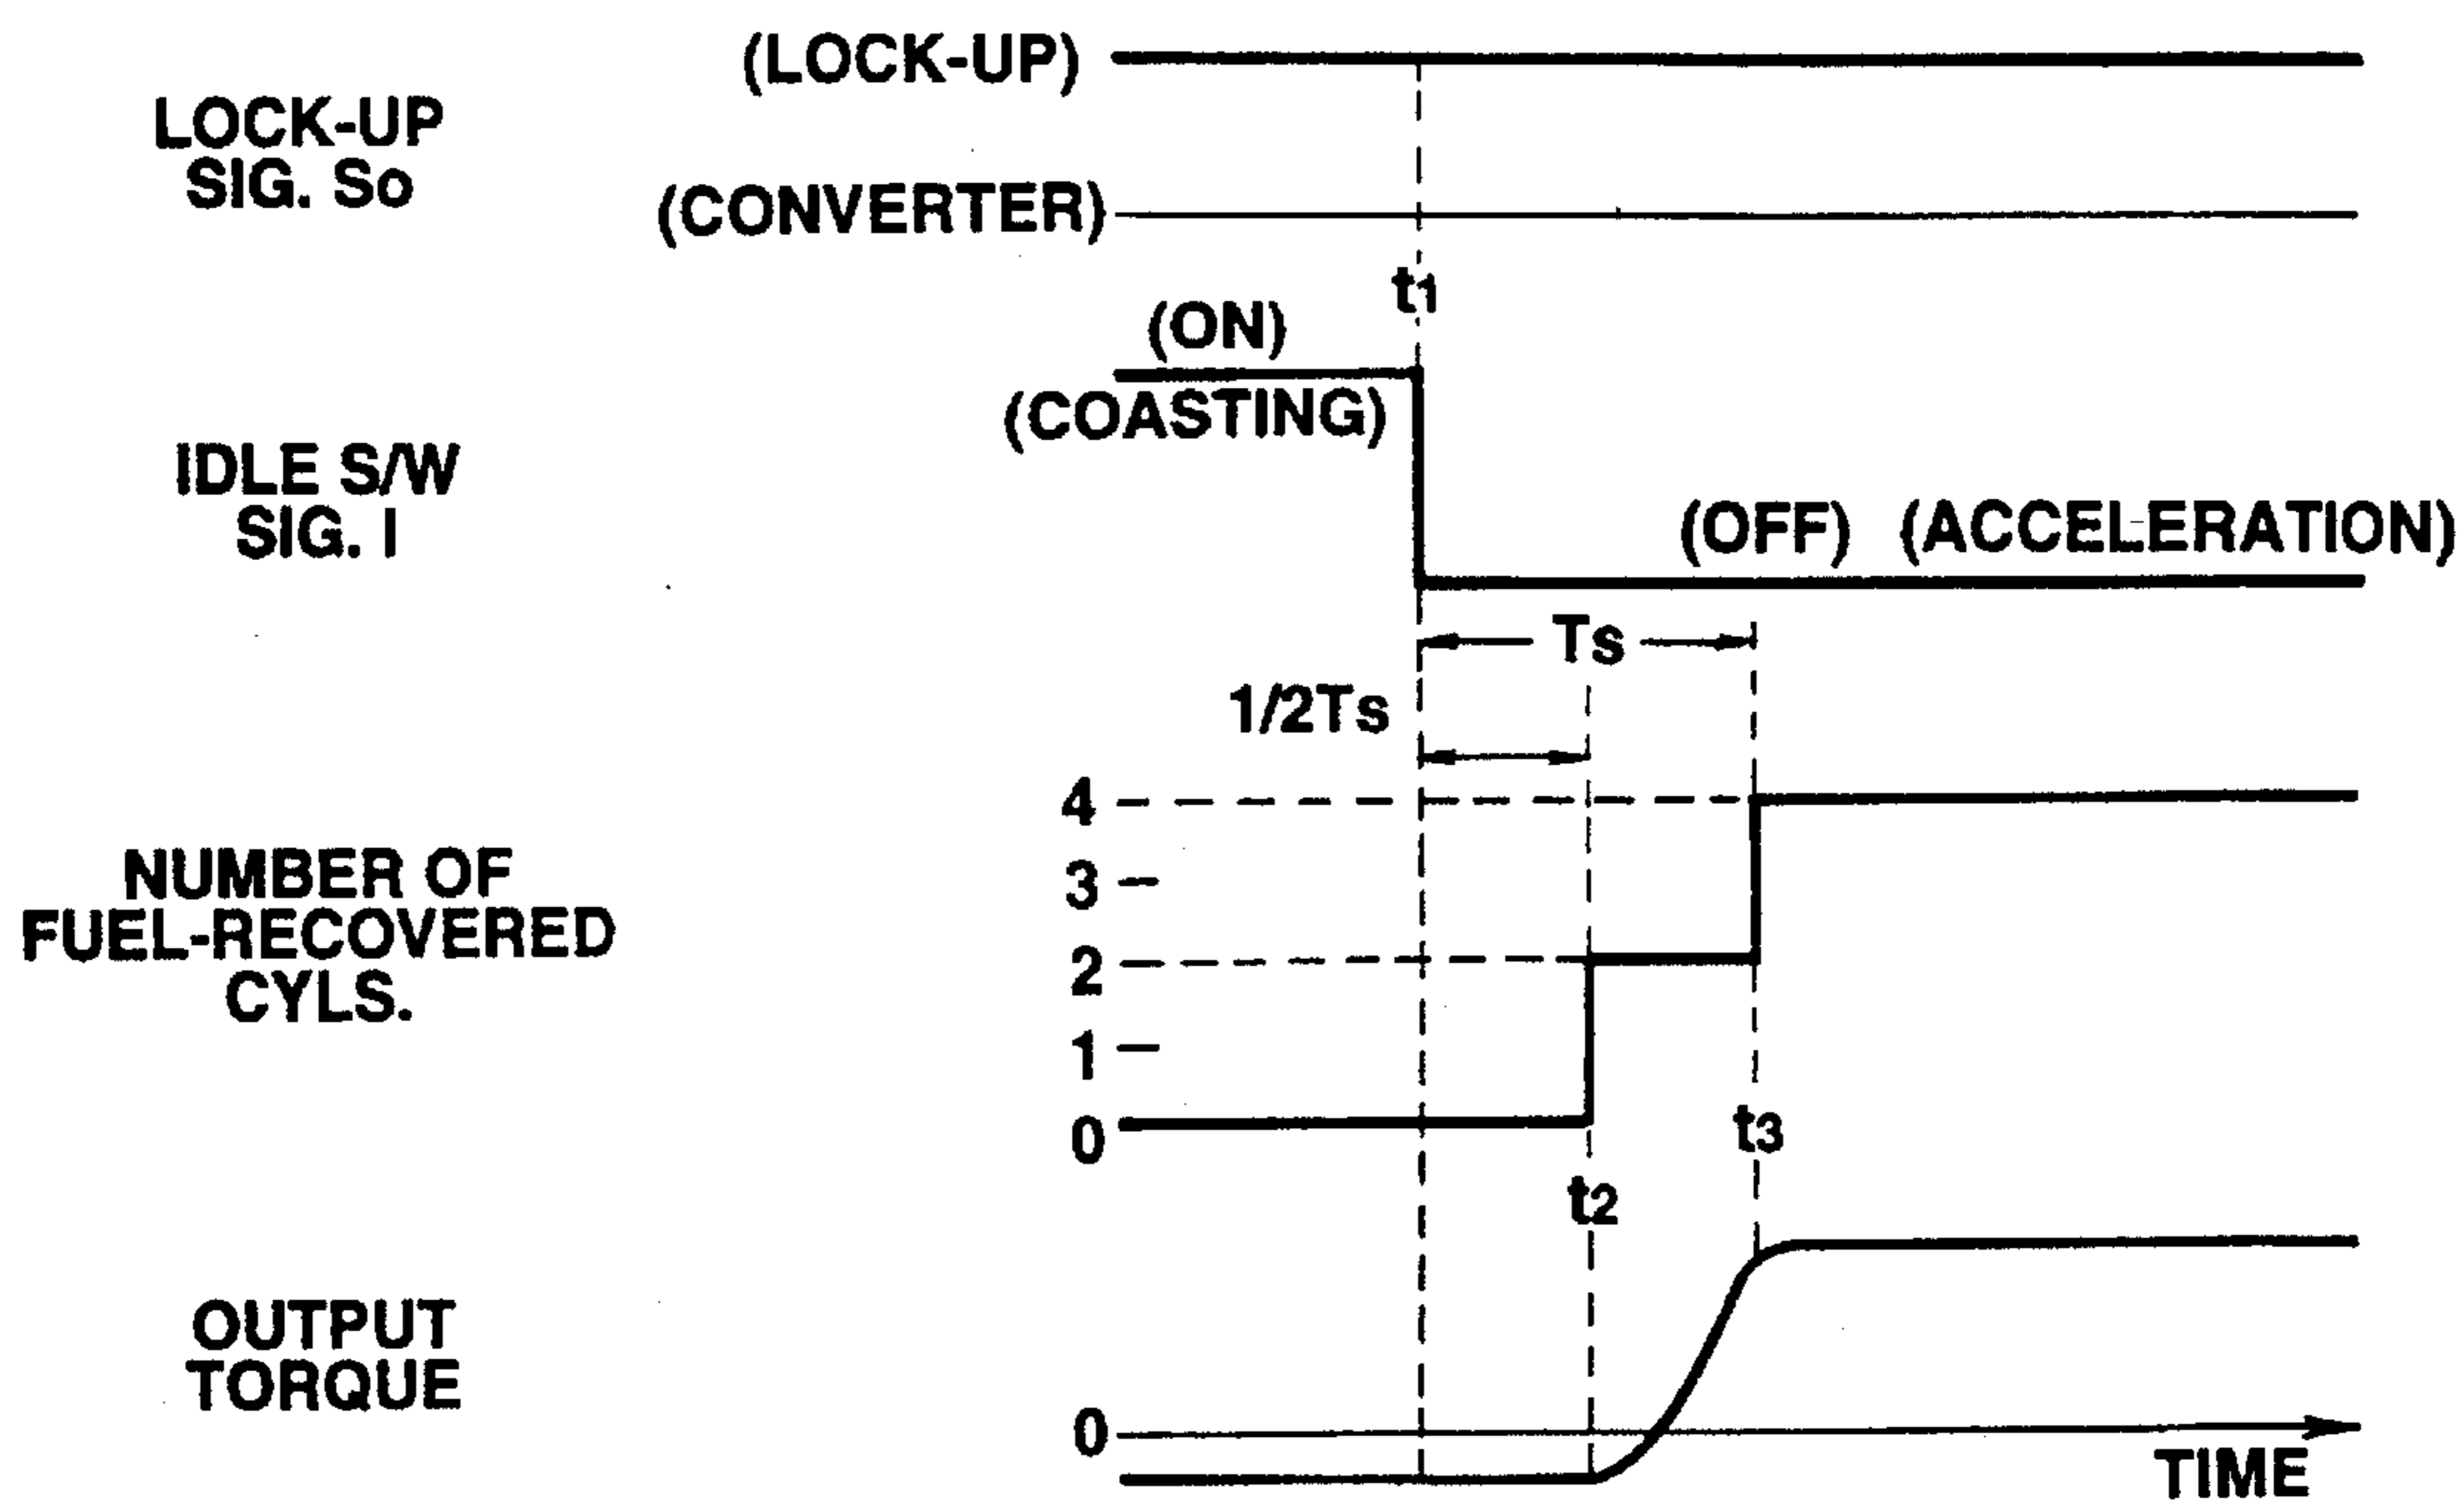 (LOCK-UP)
LOCK-UP
SIG. So
(CONVERTER)
t1
(ON)
(COASTING)
IDLE S/W
SIG. I
(OFF) (ACCELERATION)
Ts
1/2Ts
4
3
NUMBER OF
FUEL-RECOVERED
CYLS.
2
1
0
t3
t2
OUTPUT
TORQUE
0
TIME